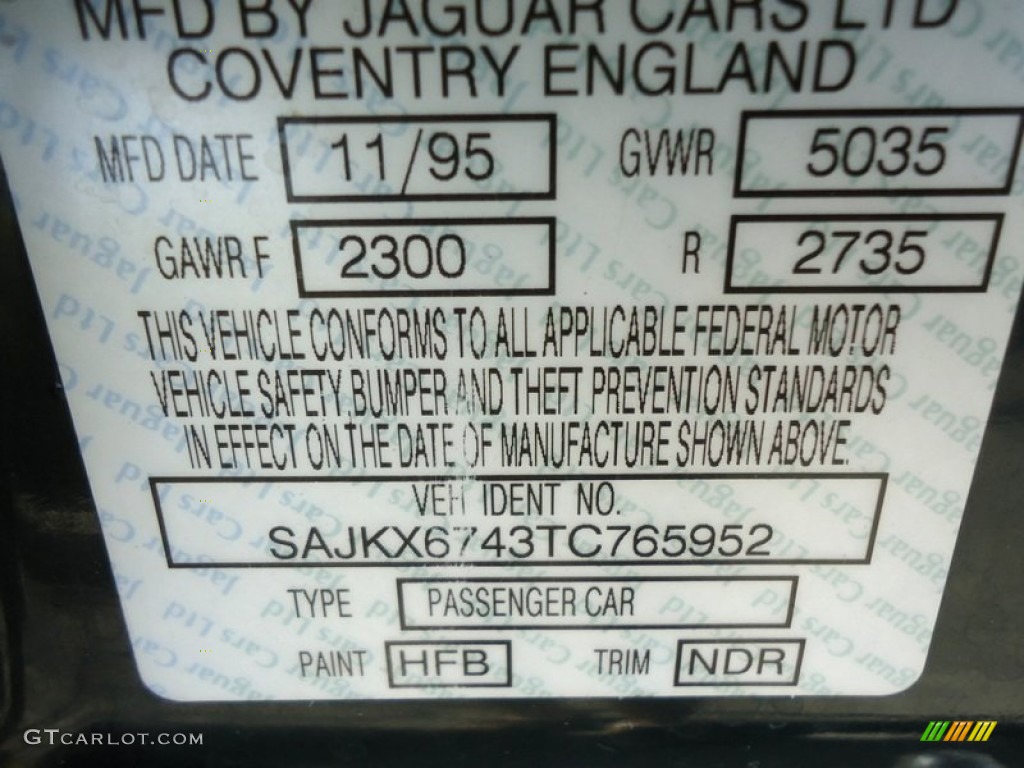 MFD BY JAGUAR CARS LTD
COVENTRY ENGLAND
MFD DATE 11/95 GVWR 5035
GAWR F 2300 R 2735
THIS VEHICLE CONFORMS TO ALL APPLICABLE FEDERAL MOTOR
VEHICLE SAFETY, BUMPER AND THEFT PREVENTION STANDARDS
IN EFFECT ON THE DATE OF MANUFACTURE SHOWN ABOVE.
VEH IDENT NO.
SAJKX6743TC765952
TYPE PASSENGER CAR
PAINT HFB TRIM NDR
GTCARLOT.COM